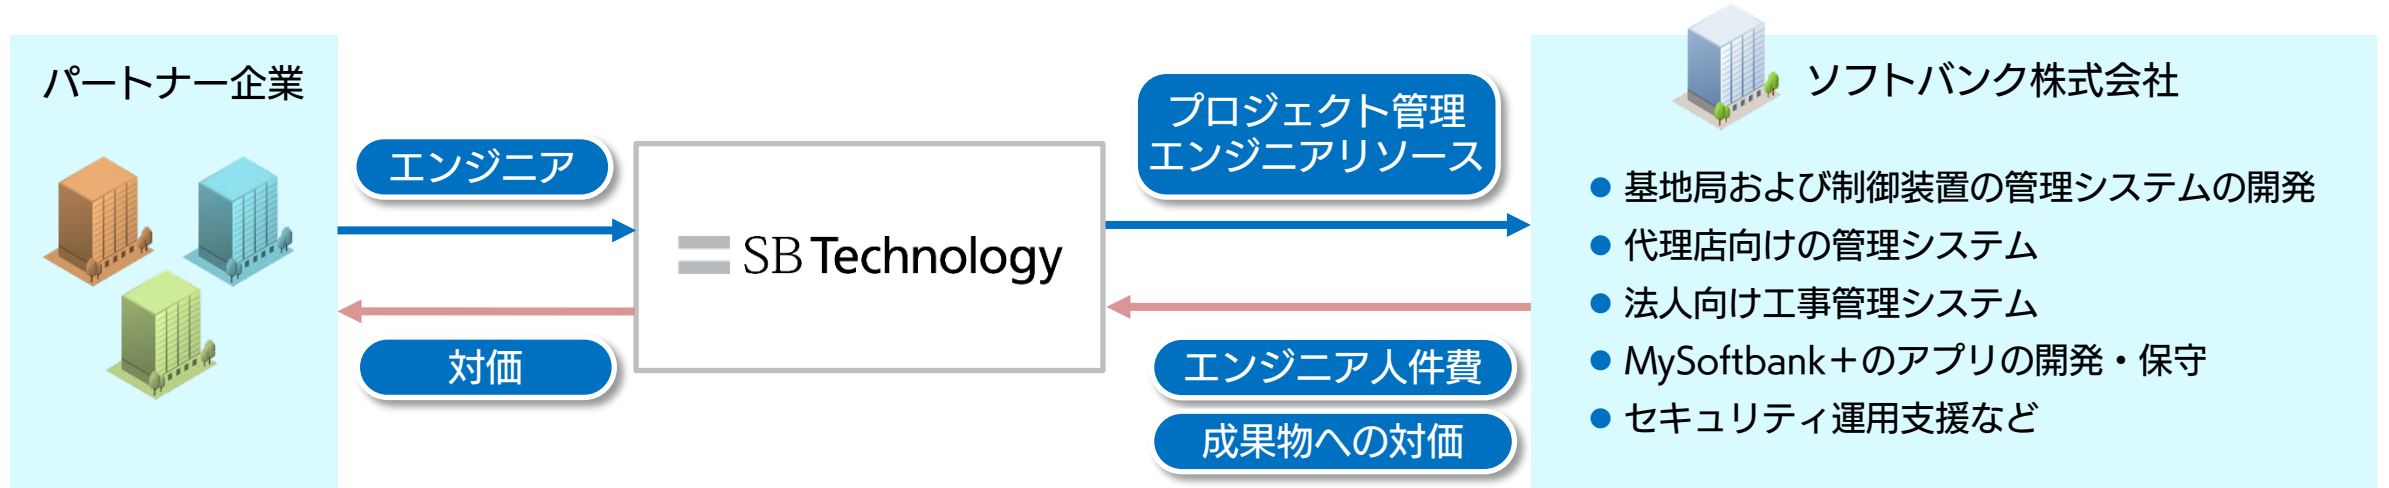 パートナー企業
エンジニア
対価
SB Technology
プロジェクト管理
エンジニアリソース
エンジニア人件費
成果物への対価
ソフトバンク株式会社
● 基地局および制御装置の管理システムの開発
● 代理店向けの管理システム
● 法人向け工事管理システム
● MySoftbank＋のアプリの開発・保守
● セキュリティ運用支援など